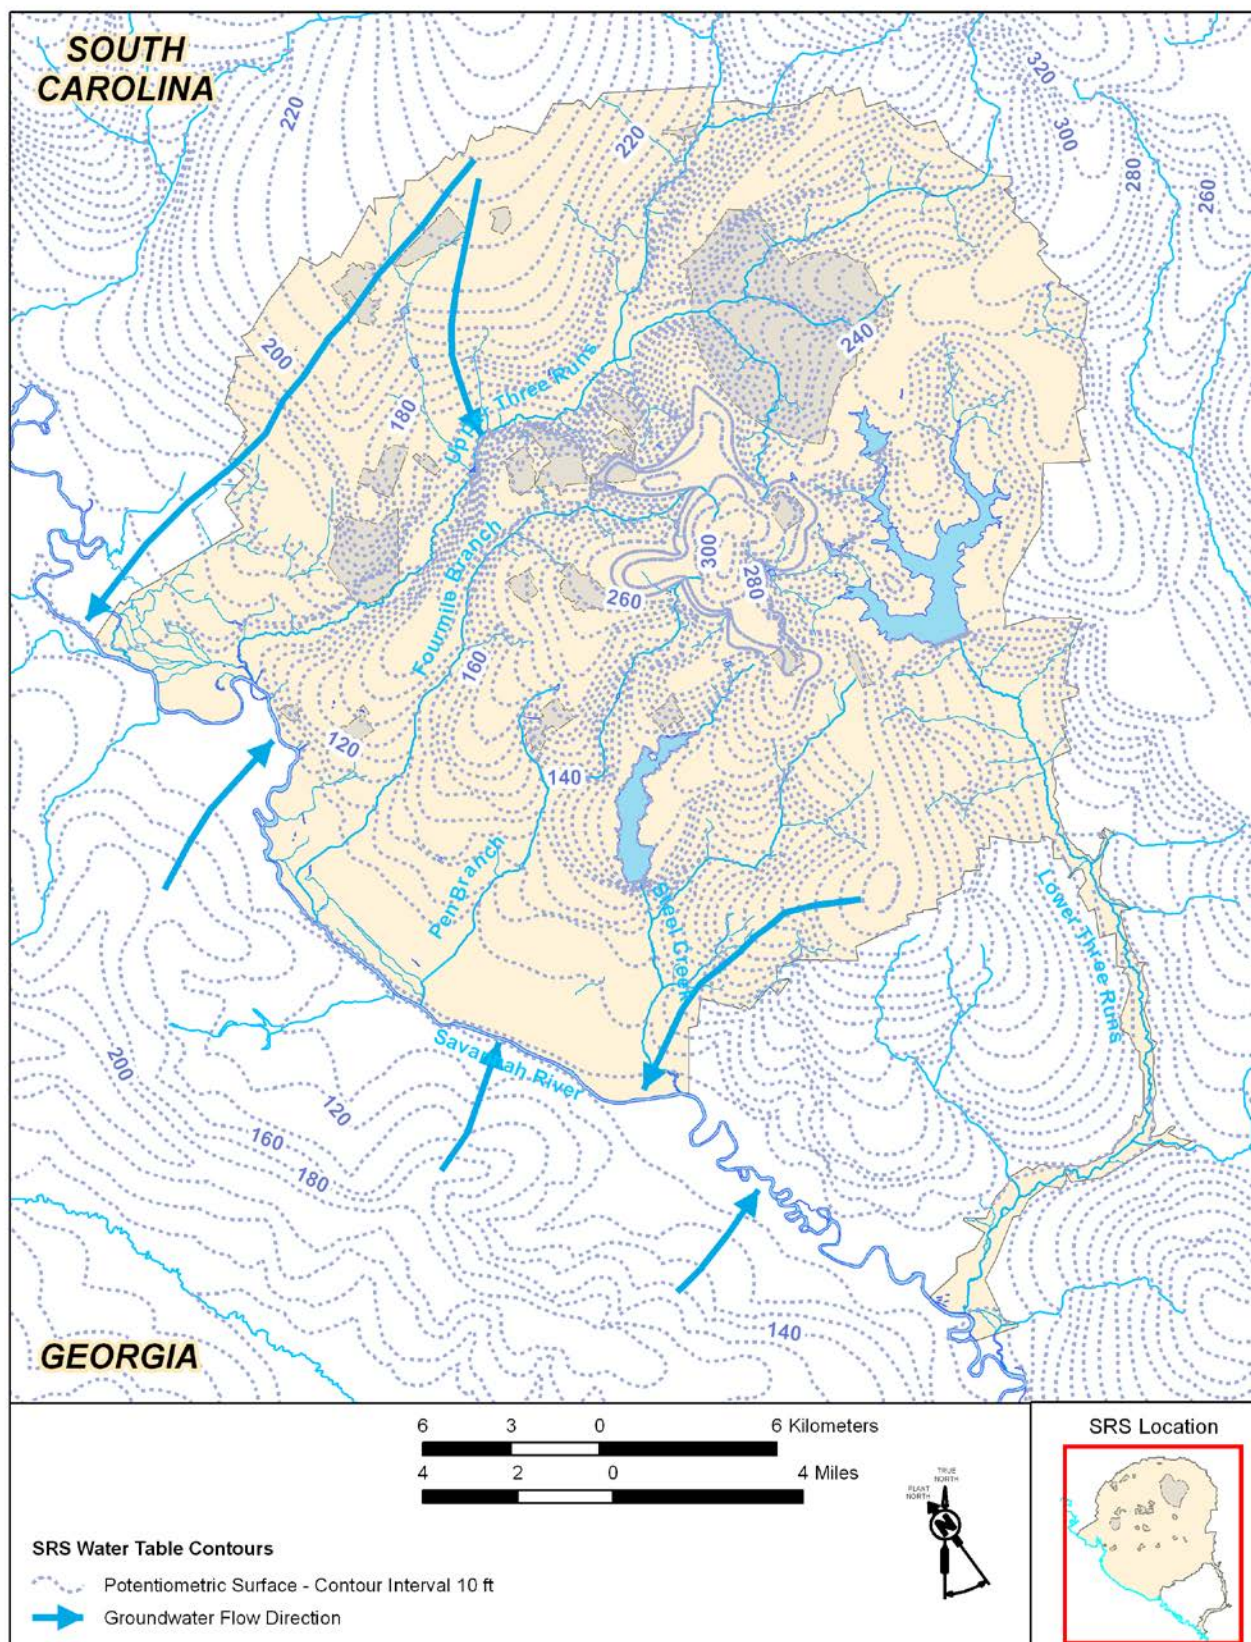 SOUTH
CAROLINA
320
220
220
300
280
260
240
200
180
Upper Three Runs
Fourmile Branch
300
280
260
160
120
140
Pen Branch
Steel Creek
Lower Three Runs
Savannah River
200
120
160
180
140
GEORGIA
6 3 0 6 Kilometers
4 2 0 4 Miles
TRUE
NORTH
PLANT
NORTH
N
SRS Location
SRS Water Table Contours
Potentiometric Surface - Contour Interval 10 ft
Groundwater Flow Direction